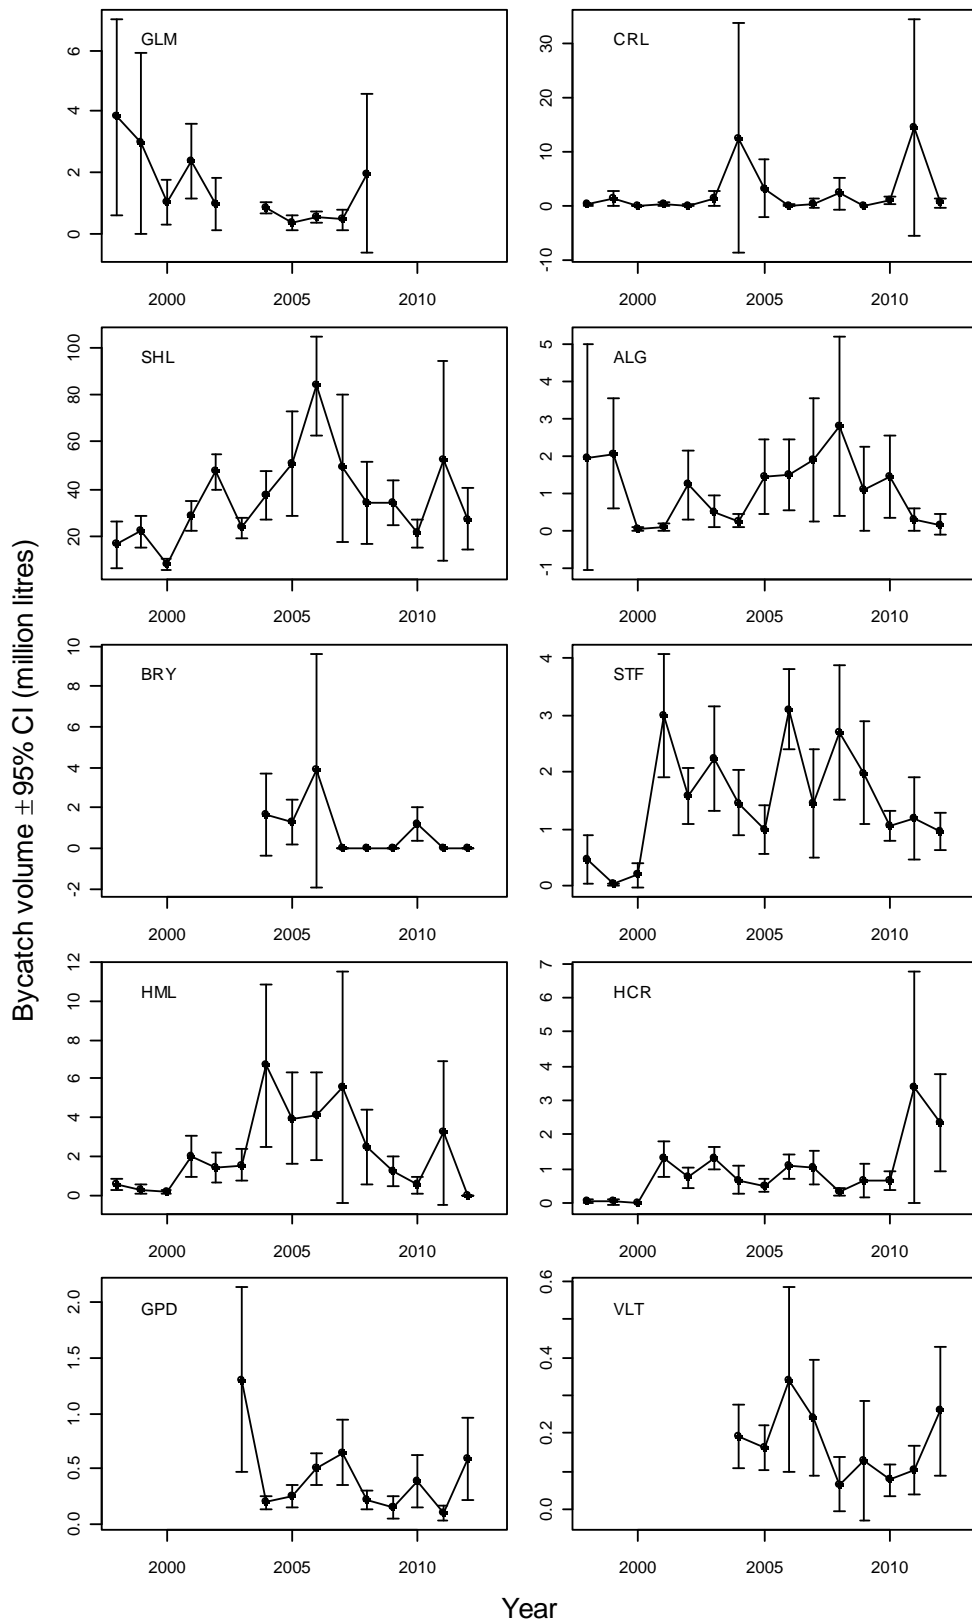 Bycatch volume ± 95% CI (million litres)
GLM
6
4
2
0
2000 2005 2010
CRL
30
20
10
0
-10
2000 2005 2010
SHL
100
80
60
40
20
2000 2005 2010
ALG
5
4
3
2
1
0
-1
2000 2005 2010
BRY
10
8
6
4
2
0
-2
2000 2005 2010
STF
4
3
2
1
0
2000 2005 2010
HML
12
10
8
6
4
2
0
2000 2005 2010
HCR
7
6
5
4
3
2
1
0
2000 2005 2010
GPD
2.0
1.5
1.0
0.5
0.0
2000 2005 2010
VLT
0.6
0.4
0.2
0.0
2000 2005 2010
Year